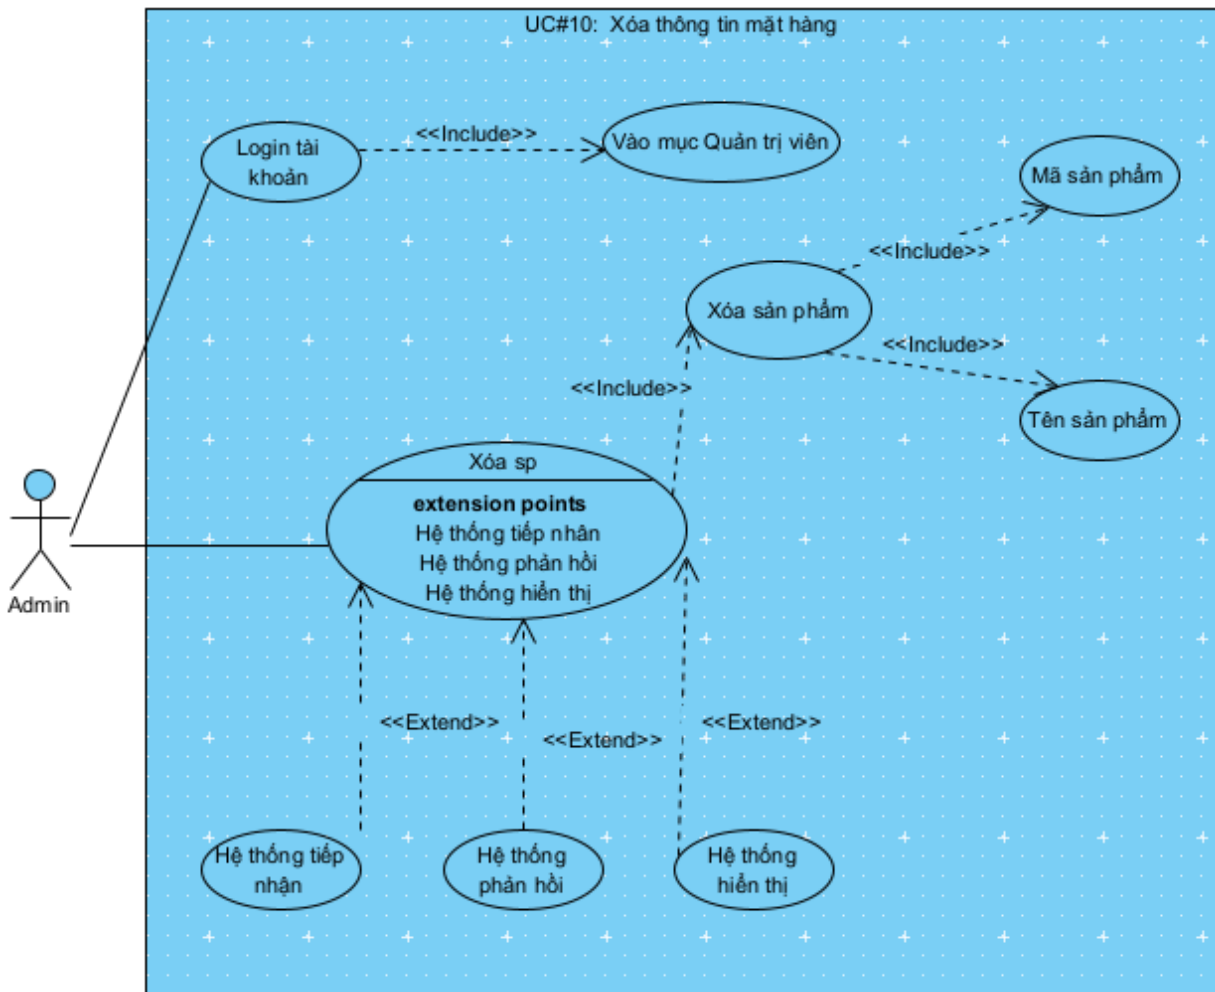 UC#10: Xóa thông tin mặt hàng
Login tài
khoản
<<Include>>
Vào mục Quản trị viên
Mã sản phẩm
<<Include>>
Xóa sản phẩm
<<Include>>
Tên sản phẩm
<<Include>>
Xóa sp
extension points
Hệ thống tiếp nhân
Hệ thống phản hồi
Hệ thống hiển thị
Admin
<<Extend>>
<<Extend>>
<<Extend>>
Hệ thống tiếp
nhận
Hệ thống
phản hồi
Hệ thống
hiển thị